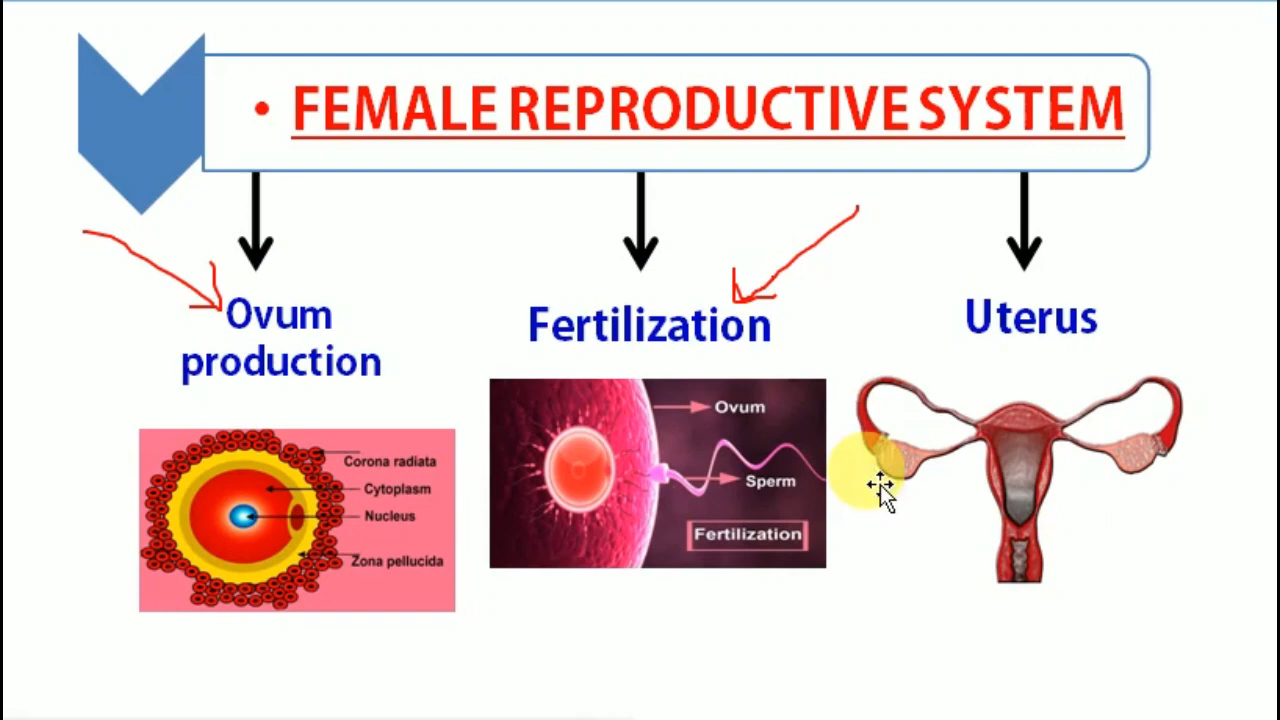 • FEMALE REPRODUCTIVE SYSTEM
Ovum
production
Fertilization
Uterus
Corona radiata
Cytoplasm
Nucleus
Zona pellucida
Ovum
Sperm
Fertilization